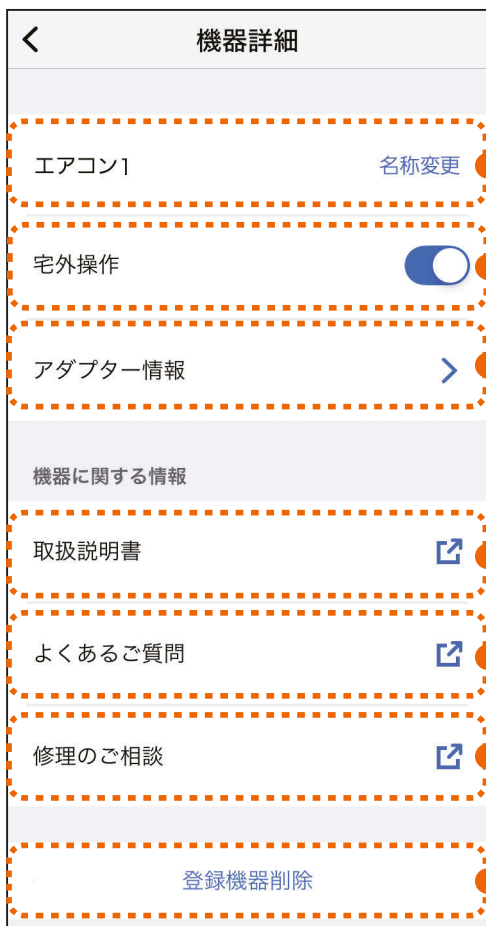 機器詳細
エアコン1 名称変更
宅外操作
アダプター情報
機器に関する情報
取扱説明書
よくあるご質問
修理のご相談
登録機器削除